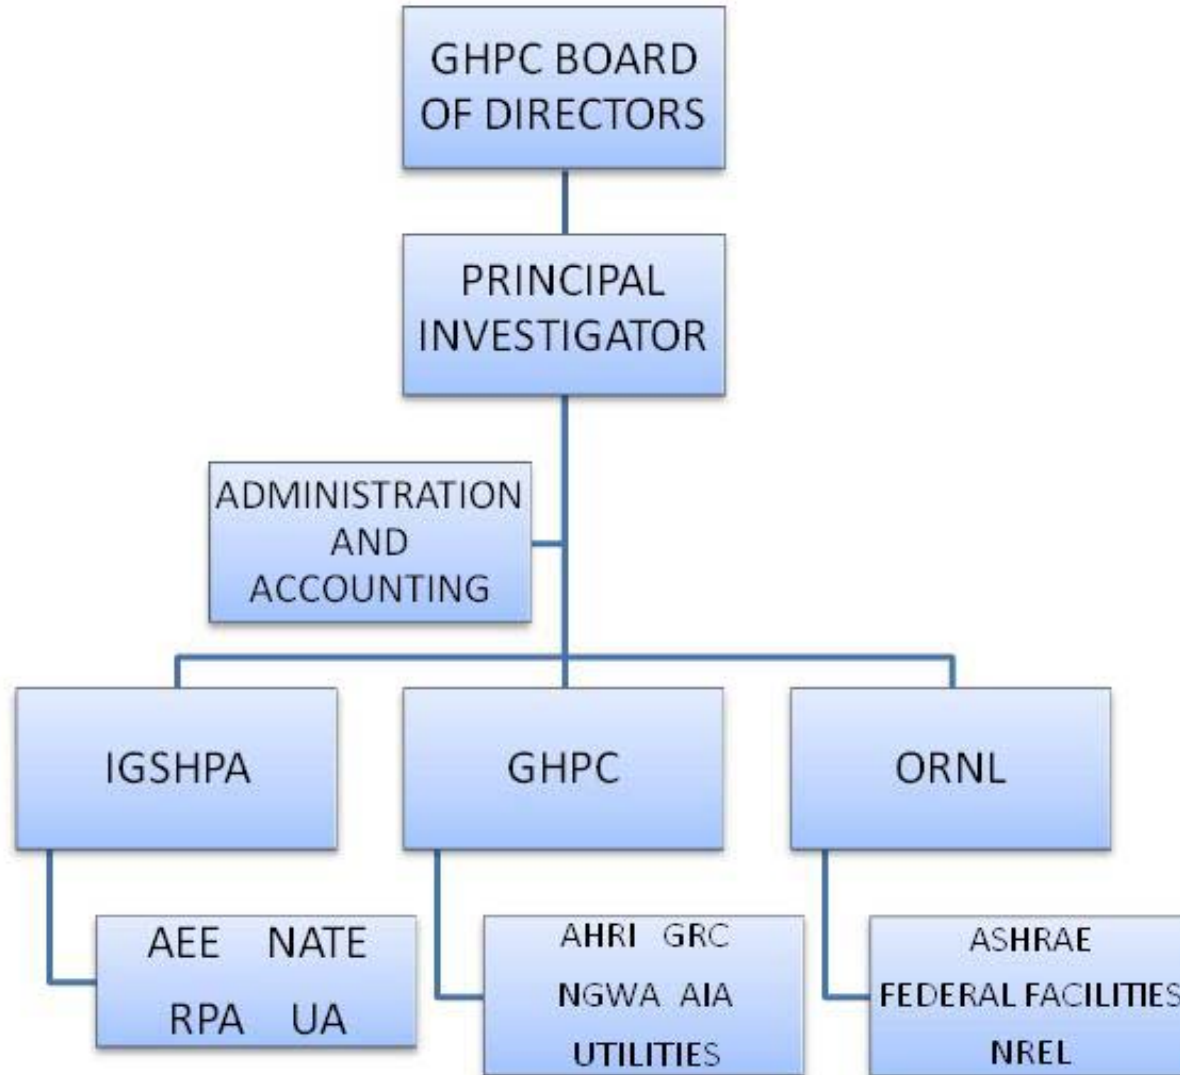 GHPC BOARD
OF DIRECTORS
PRINCIPAL
INVESTIGATOR
ADMINISTRATION
AND
ACCOUNTING
IGSHPA
GHPC
ORNL
AEE NATE
RPA UA
AHRI GRC
NGWA AIA
UTILITIES
ASHRAE
FEDERAL FACILITIES
NREL